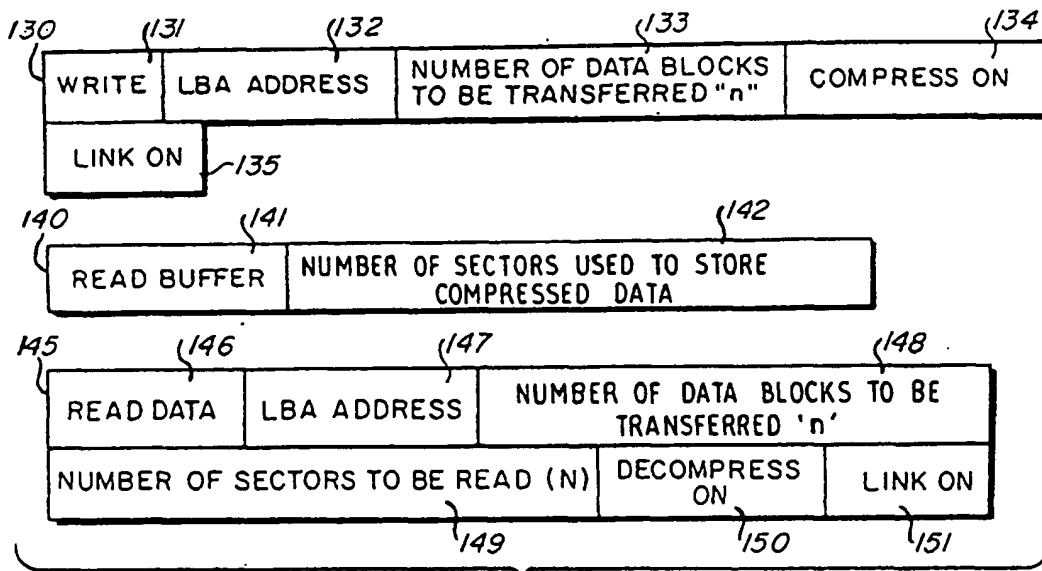 130 131 132 133 134
WRITE LBA ADDRESS NUMBER OF DATA BLOCKS TO BE TRANSFERRED "n" COMPRESS ON
LINK ON 135
140 141 142
READ BUFFER NUMBER OF SECTORS USED TO STORE COMPRESSED DATA
145 146 147 148
READ DATA LBA ADDRESS NUMBER OF DATA BLOCKS TO BE TRANSFERRED 'n'
NUMBER OF SECTORS TO BE READ (N) DECOMPRESS ON LINK ON
149 150 151